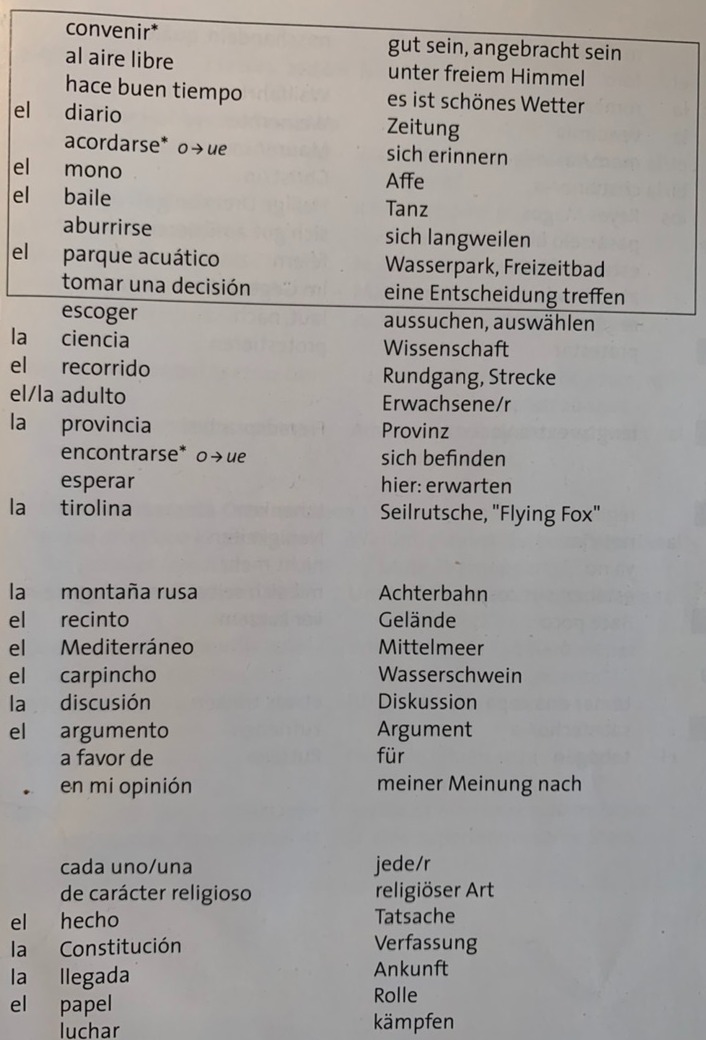 convenir* gut sein, angebracht sein
al aire libre unter freiem Himmel
hace buen tiempo es ist schönes Wetter
el diario Zeitung
acordarse* o→ue sich erinnern
el mono Affe
el baile Tanz
aburrirse sich langweilen
el parque acuático Wasserpark, Freizeitbad
tomar una decisión eine Entscheidung treffen
escoger aussuchen, auswählen
la ciencia Wissenschaft
el recorrido Rundgang, Strecke
el/la adulto Erwachsene/r
la provincia Provinz
encontrarse* o→ue sich befinden
esperar hier: erwarten
la tirolina Seilrutsche, "Flying Fox"
la montaña rusa Achterbahn
el recinto Gelände
el Mediterráneo Mittelmeer
el carpincho Wasserschwein
la discusión Diskussion
el argumento Argument
a favor de für
en mi opinión meiner Meinung nach
cada uno/una jede/r
de carácter religioso religiöser Art
el hecho Tatsache
la Constitución Verfassung
la llegada Ankunft
el papel Rolle
luchar kämpfen